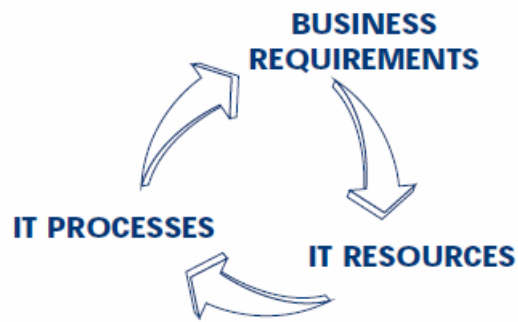 BUSINESS
REQUIREMENTS
IT PROCESSES
IT RESOURCES